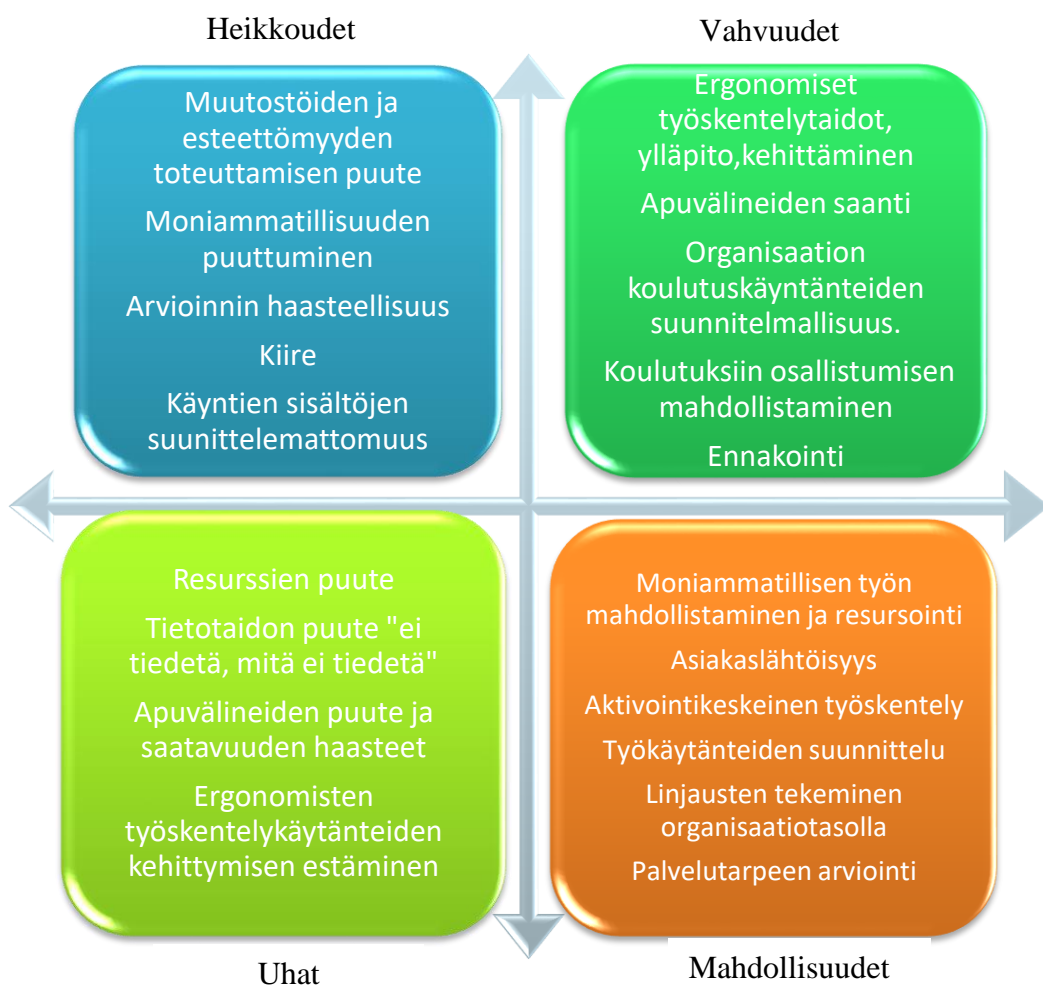 Heikkoudet
Muutostöiden ja
esteettömyyden
toteuttamisen puute
Moniammatillisuuden
puuttuminen
Arvioinnin haasteellisuus
Kiire
Käyntien sisältöjen
suunittelemattomuus
Vahvuudet
Ergonomiset
työskentelytaidot,
ylläpito,kehittäminen
Apuvälineiden saanti
Organisaation
koulutuskäyntänteiden
suunnitelmallisuus.
Koulutuksiin osallistumisen
mahdollistaminen
Ennakointi
Resurssien puute
Tietotaidon puute "ei
tiedetä, mitä ei tiedetä"
Apuvälineiden puute ja
saatavuuden haasteet
Ergonomisten
työskentelykäytänteiden
kehittymisen estäminen
Uhat
Moniammatillisen työn
mahdollistaminen ja resursointi
Asiakaslähtöisyys
Aktivointikeskeinen työskentely
Työkäytänteiden suunnittelu
Linjausten tekeminen
organisaatiotasolla
Palvelutarpeen arviointi
Mahdollisuudet